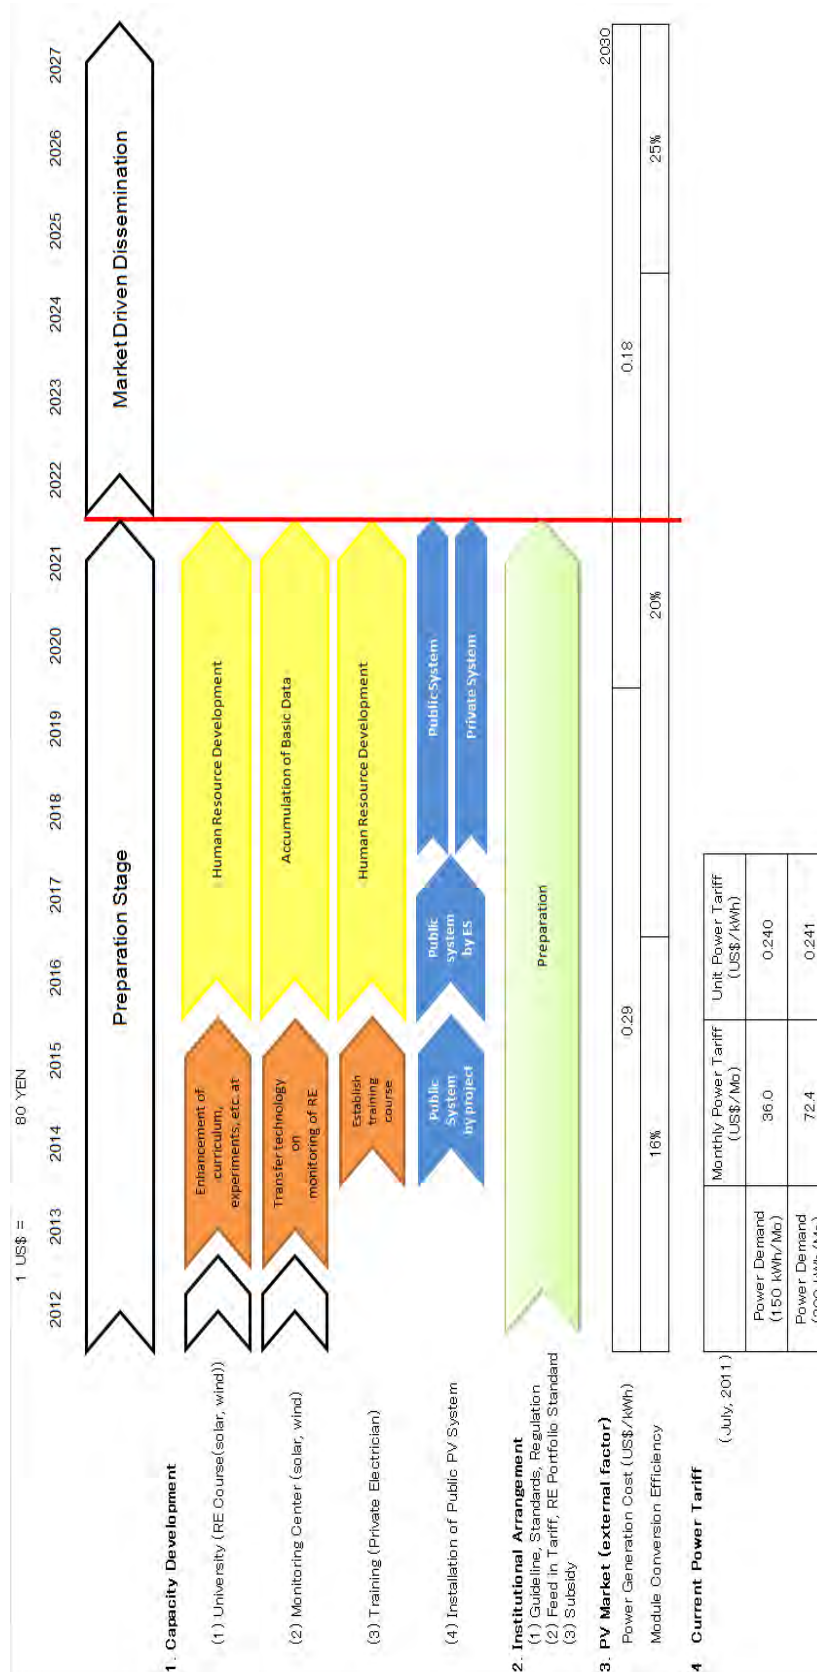 1 US$ = 80 YEN
2012 2013 2014 2015 2016 2017 2018 2019 2020 2021 2022 2023 2024 2025 2026 2027
Preparation Stage
Market Driven Dissemination
1. Capacity Development
(1) University (RE Course(solar, wind))
Enhancement of
curriculum,
experiments, etc. at
Human Resource Development
(2) Monitoring Center (solar, wind)
Transfer technology
on
monitoring of RE
Accumulation of Basic Data
(3) Training (Private Electrician)
Establish
training
course
Human Resource Development
(4) Installation of Public PV System
Public
System
by project
Public
system
by ES
Public System
Private System
2. Institutional Arrangement
(1) Guideline, Standards, Regulation
(2) Feed in Tariff, RE Portfolio Standard
(3) Subsidy
Preparation
3. PV Market (external factor)
2030
Power Generation Cost (US$/kWh) 0.29 0.18
Module Conversion Efficiency 16% 20% 25%
4 Current Power Tariff
(July, 2011)
Monthly Power Tariff
(US$/Mo)
Unit Power Tariff
(US$/kWh)
Power Demand
(150 kWh/Mo)
36.0 0.240
Power Demand
72.4 0.241